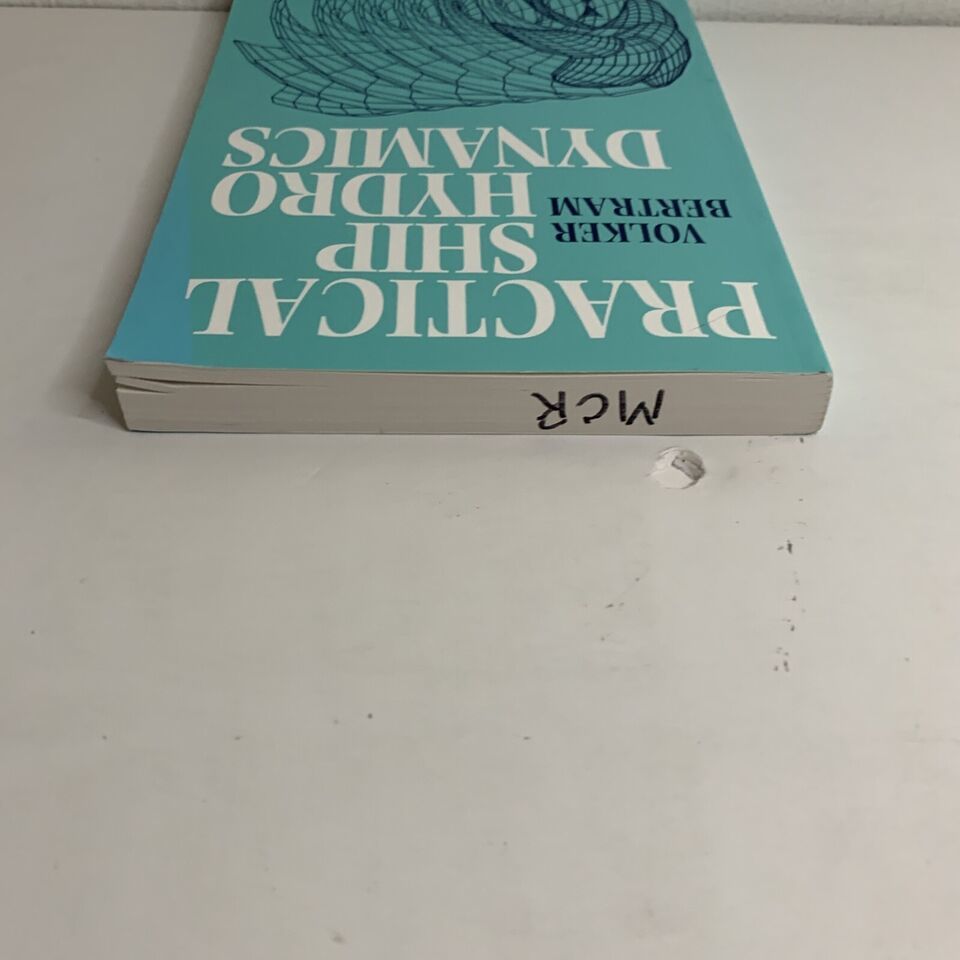 PRACTICAL
SHIP
HYDRO
DYNAMICS
VOLKER
BERTRAM
McR